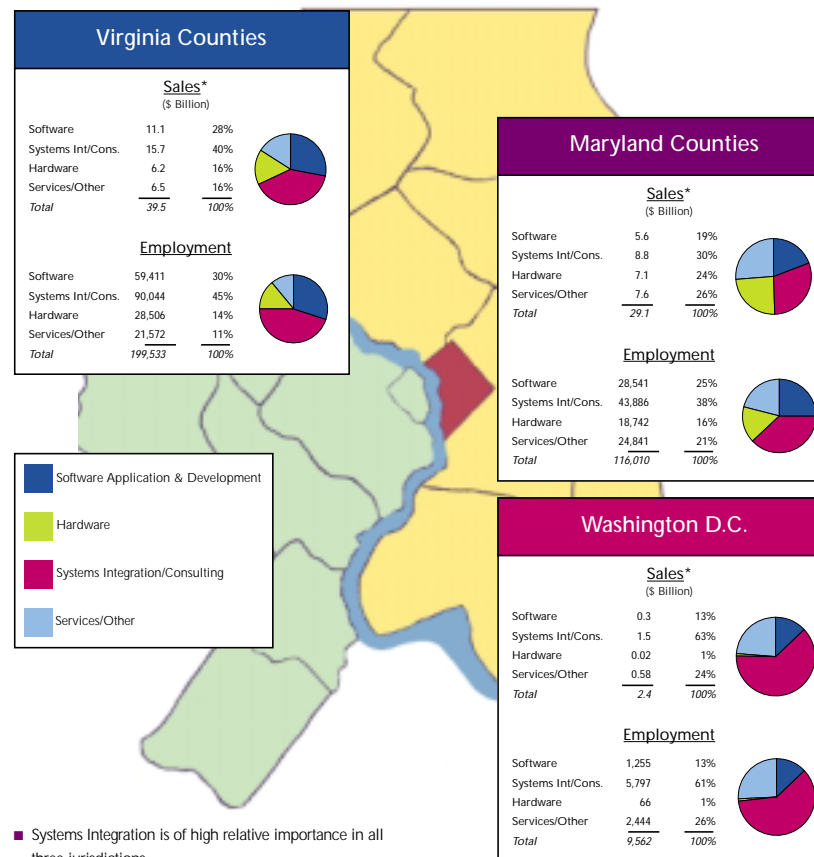 Virginia Counties
Sales*
($ Billion)
Software 11.1 28%
Systems Int/Cons. 15.7 40%
Hardware 6.2 16%
Services/Other 6.5 16%
Total 39.5 100%
Employment
Software 59,411 30%
Systems Int/Cons. 90,044 45%
Hardware 28,506 14%
Services/Other 21,572 11%
Total 199,533 100%
Maryland Counties
Sales*
($ Billion)
Software 5.6 19%
Systems Int/Cons. 8.8 30%
Hardware 7.1 24%
Services/Other 7.6 26%
Total 29.1 100%
Employment
Software 28,541 25%
Systems Int/Cons. 43,886 38%
Hardware 18,742 16%
Services/Other 24,841 21%
Total 116,010 100%
Software Application & Development
Hardware
Systems Integration/Consulting
Services/Other
Washington D.C.
Sales*
($ Billion)
Software 0.3 13%
Systems Int/Cons. 1.5 63%
Hardware 0.02 1%
Services/Other 0.58 24%
Total 2.4 100%
Employment
Software 1,255 13%
Systems Int/Cons. 5,797 61%
Hardware 66 1%
Services/Other 2,444 26%
Total 9,562 100%
■ Systems Integration is of high relative importance in all
three jurisdictions